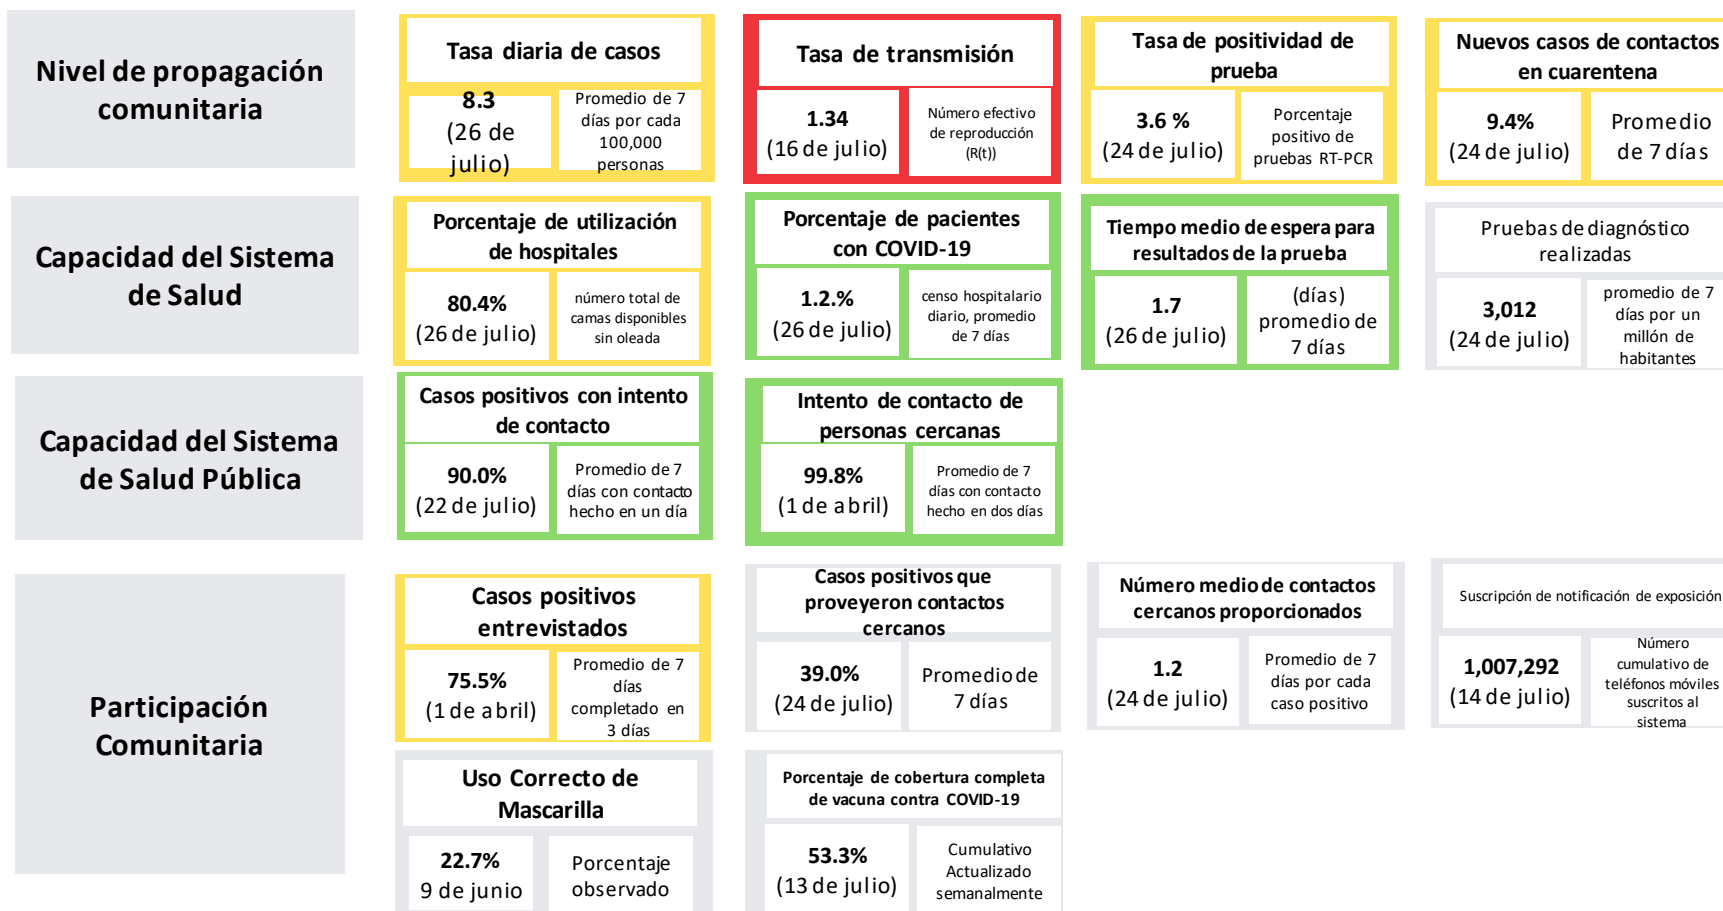 Nivel de propagación
comunitaria
Tasa diaria de casos
8.3
(26 de
julio)
Promedio de 7
días por cada
100,000
personas
Tasa de transmisión
1.34
(16 de julio)
Número efectivo
de reproducción
(R(t))
Tasa de positividad de
prueba
3.6 %
(24 de julio)
Porcentaje
positivo de
pruebas RT-PCR
Nuevos casos de contactos
en cuarentena
9.4%
(24 de julio)
Promedio
de 7 días
Capacidad del Sistema
de Salud
Porcentaje de utilización
de hospitales
80.4%
(26 de julio)
número total de
camas disponibles
sin oleada
Porcentaje de pacientes
con COVID-19
1.2.%
(26 de julio)
censo hospitalario
diario, promedio
de 7 días
Tiempo medio de espera para
resultados de la prueba
1.7
(26 de julio)
(días)
promedio de
7 días
Pruebas de diagnóstico
realizadas
3,012
(24 de julio)
promedio de 7
días por un
millón de
habitantes
Capacidad del Sistema
de Salud Pública
Casos positivos con intento
de contacto
90.0%
(22 de julio)
Promedio de 7
días con contacto
hecho en un día
Intento de contacto de
personas cercanas
99.8%
(1 de abril)
Promedio de 7
días con contacto
hecho en dos días
Participación
Comunitaria
Casos positivos
entrevistados
75.5%
(1 de abril)
Promedio de 7
días
completado en
3 días
Casos positivos que
proveyeron contactos
cercanos
39.0%
(24 de julio)
Promedio de
7 días
Número medio de contactos
cercanos proporcionados
1.2
(24 de julio)
Promedio de 7
días por cada
caso positivo
Suscripción de notificación de exposición
1,007,292
(14 de julio)
Número
cumulativo de
teléfonos móviles
suscritos al
sistema
Uso Correcto de
Mascarilla
22.7%
9 de junio
Porcentaje
observado
Porcentaje de cobertura completa
de vacuna contra COVID-19
53.3%
(13 de julio)
Cumulativo
Actualizado
semanalmente